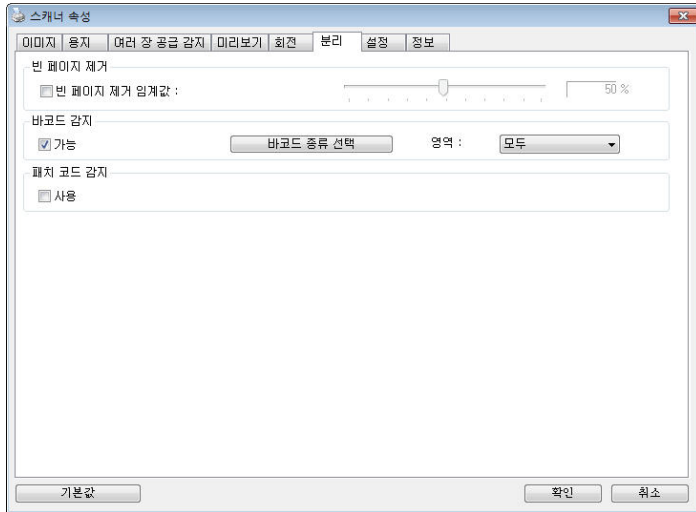 스캐너 속성
이미지 용지 여러 장 공급 감지 미리보기 회전 분리 설정 정보
빈 페이지 제거
빈 페이지 제거 임계값 : 50 %
바코드 감지
가능 바코드 종류 선택 영역 : 모두
패치 코드 감지
사용
기본값 확인 취소